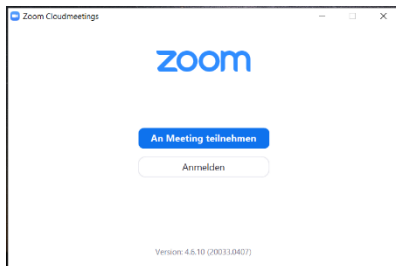 Zoom Cloudmeetings
zoom
An Meeting teilnehmen
Anmelden
Version: 4.6.10 (20033.0407)